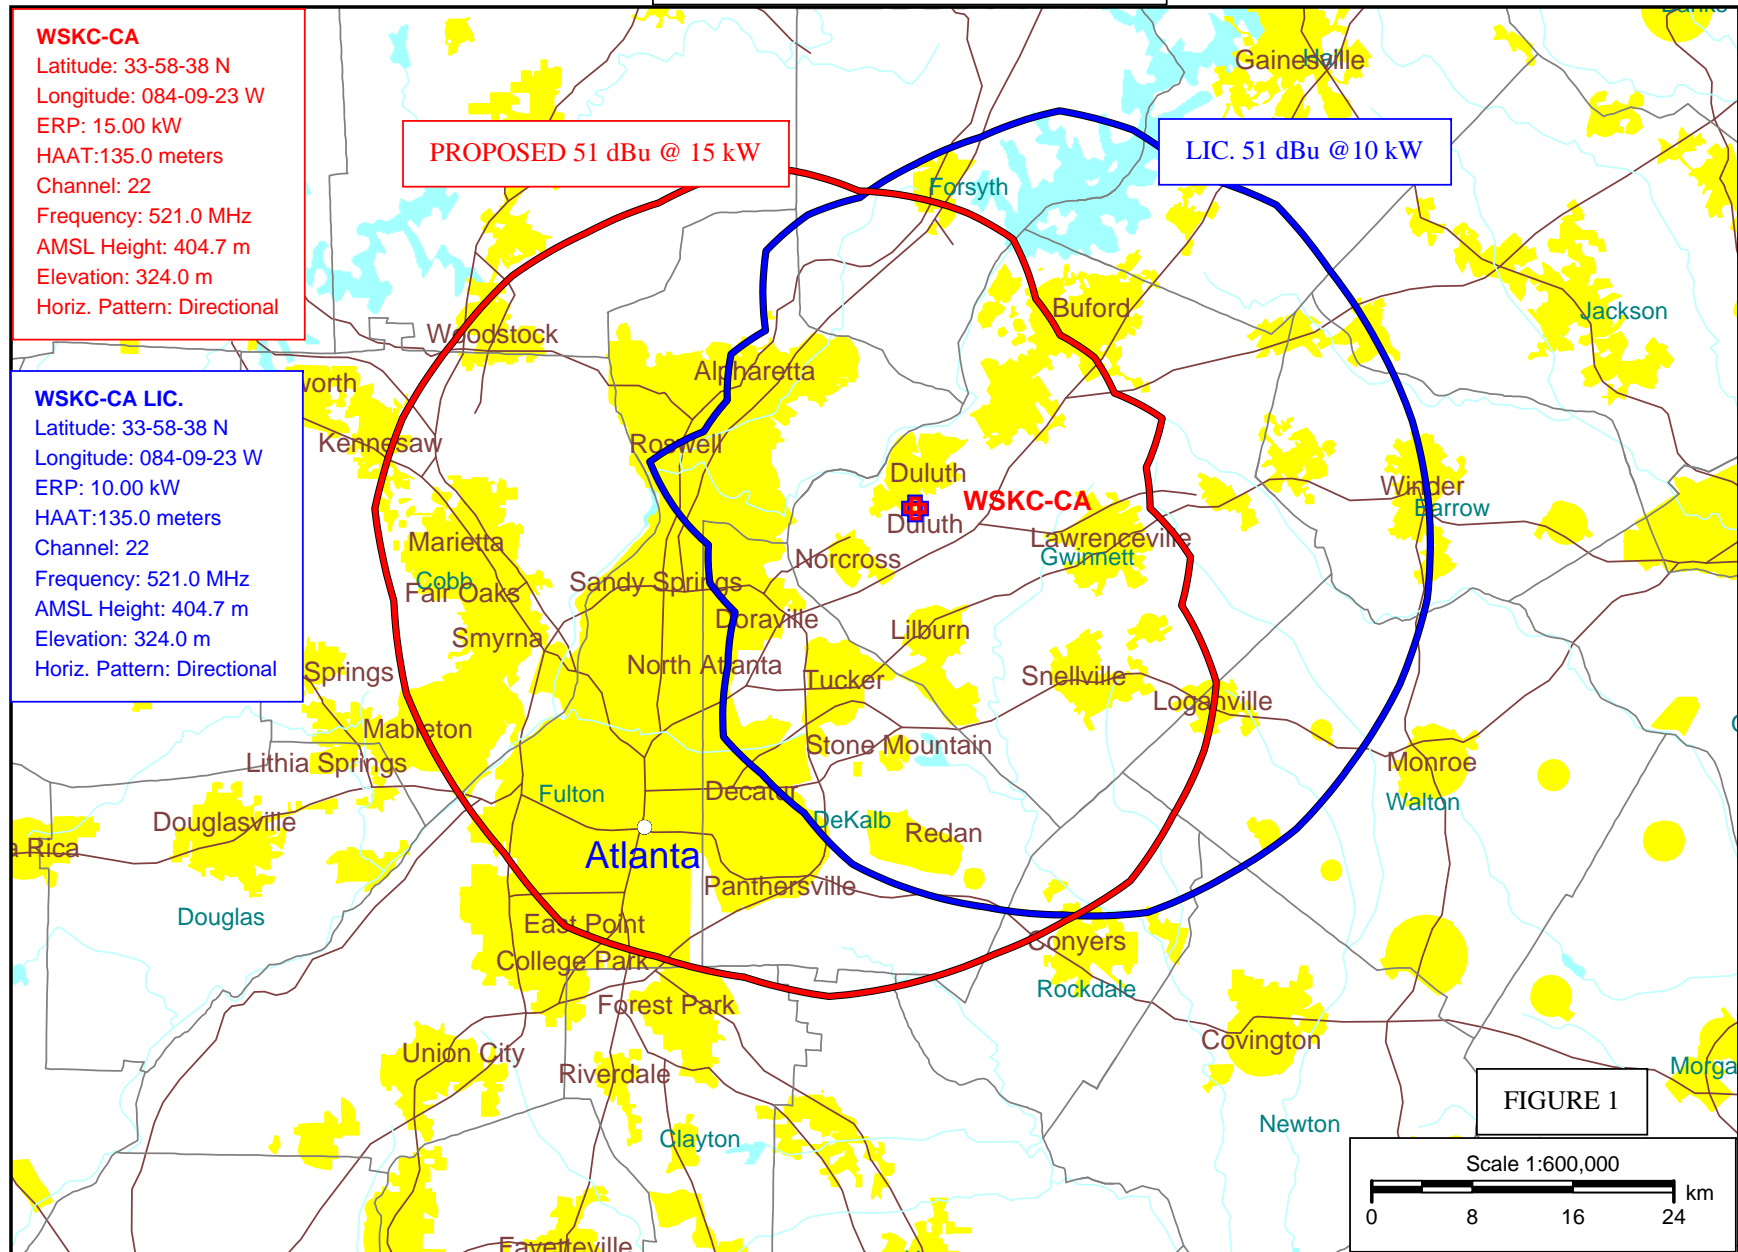 WSKC-CA
Latitude: 33-58-38 N
Longitude: 084-09-23 W
ERP: 15.00 kW
HAAT:135.0 meters
Channel: 22
Frequency: 521.0 MHz
AMSL Height: 404.7 m
Elevation: 324.0 m
Horiz. Pattern: Directional
WSKC-CA LIC.
Latitude: 33-58-38 N
Longitude: 084-09-23 W
ERP: 10.00 kW
HAAT:135.0 meters
Channel: 22
Frequency: 521.0 MHz
AMSL Height: 404.7 m
Elevation: 324.0 m
Horiz. Pattern: Directional
PROPOSED 51 dBu @ 15 kW
LIC. 51 dBu @10 kW
Gainesville
Hall
Forsyth
Buford
Jackson
Woodstock
Alpharetta
worth
Kennesaw
Roswell
Duluth
WSKC-CA
Duluth
Winder
Barrow
Marietta
Lawrenceville
Gwinnett
Norcross
Cobb
Fair Oaks
Sandy Springs
Doraville
Lilburn
Smyrna
North Atlanta
Tucker
Snellville
Springs
Loganville
Mableton
Stone Mountain
Lithia Springs
Monroe
Fulton
Decatur
Walton
Douglasville
DeKalb
Redan
a Rica
Atlanta
Panthersville
Douglas
East Point
Conyers
College Park
Rockdale
Forest Park
Union City
Covington
Riverdale
Morga
Clayton
Newton
Fayetteville
FIGURE 1
Scale 1:600,000
km
0 8 16 24